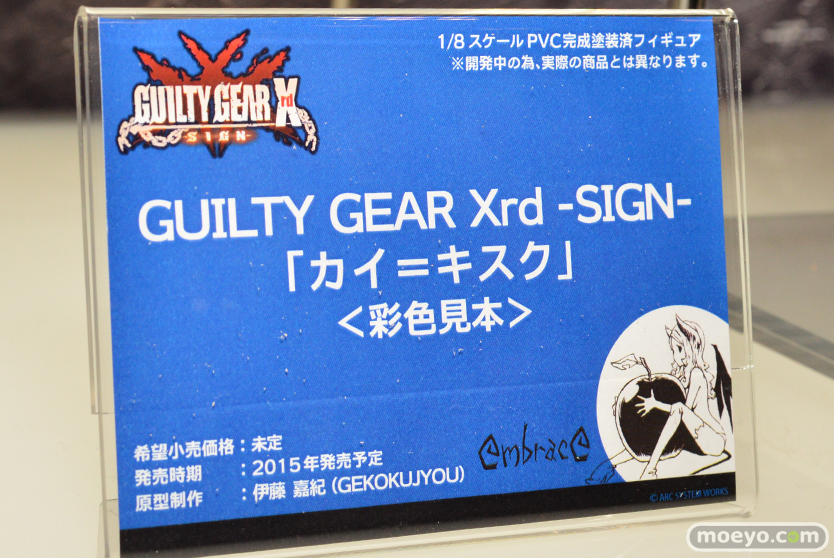 1/8 スケール PVC完成塗装済フィギュア
※開発中の為、実際の商品とは異なります。
GUILTY GEAR Xrd
-SIGN-
GUILTY GEAR Xrd -SIGN-
「カイ=キスク」
<彩色見本>
希望小売価格:未定
発売時期 :2015年発売予定
原型制作 :伊藤 嘉紀 (GEKOKUJYOU)
embrace
© ARC SYSTEM WORKS
moeyo.com